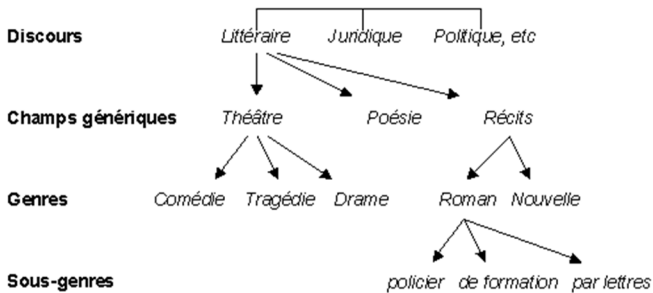 Discours Littéraire Juridique Politique, etc
Champs génériques Théâtre Poésie Récits
Genres Comédie Tragédie Drame Roman Nouvelle
Sous-genres policier de formation par lettres